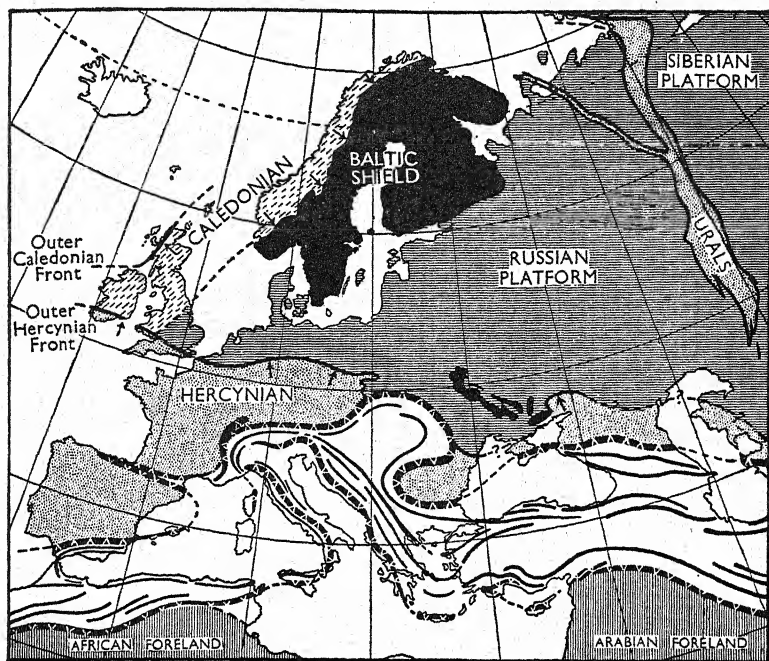 SIBERIAN
PLATFORM
BALTIC
SHIELD
CALEDONIAN
URALS
Outer
Caledonian
Front
RUSSIAN
PLATFORM
Outer
Hercynian
Front
HERCYNIAN
AFRICAN FORELAND
ARABIAN FORELAND